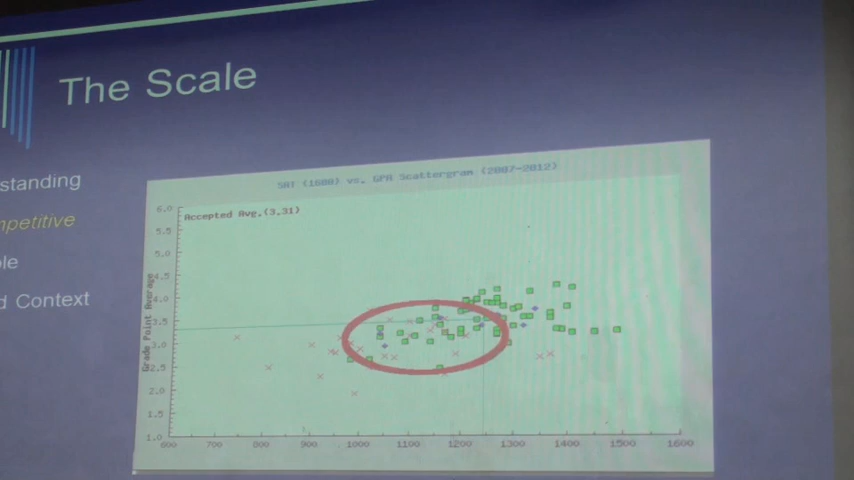 The Scale
standing
mpetitive
le
d Context
SAT (1600) vs. GPA Scattergram (2007-2012)
Accepted Avg.(3.31)
Grade Point Average
6.0
5.5
5.0
4.5
4.0
3.5
3.0
2.5
2.0
1.5
1.0
600 700 800 900 1000 1100 1200 1300 1400 1500 1600